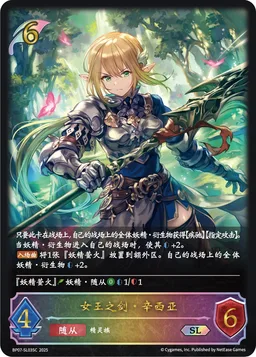 6
只要此卡在战场上,自己的战场上的全体妖精・衍生物获得【疾驰】【指定攻击】。
当妖精・衍生物进入自己的战场时,使其+2。
入场曲 将1张『妖精萤火』放置到额外区。自己的战场上的全体妖精・衍生物+2。
『妖精萤火』妖精・随从 0 1/1
女王之剑・辛西亚
4
随从
精灵族
SL
6
BP07-SL03SC 2025
© Cygames, Inc. Published by NetEase Games